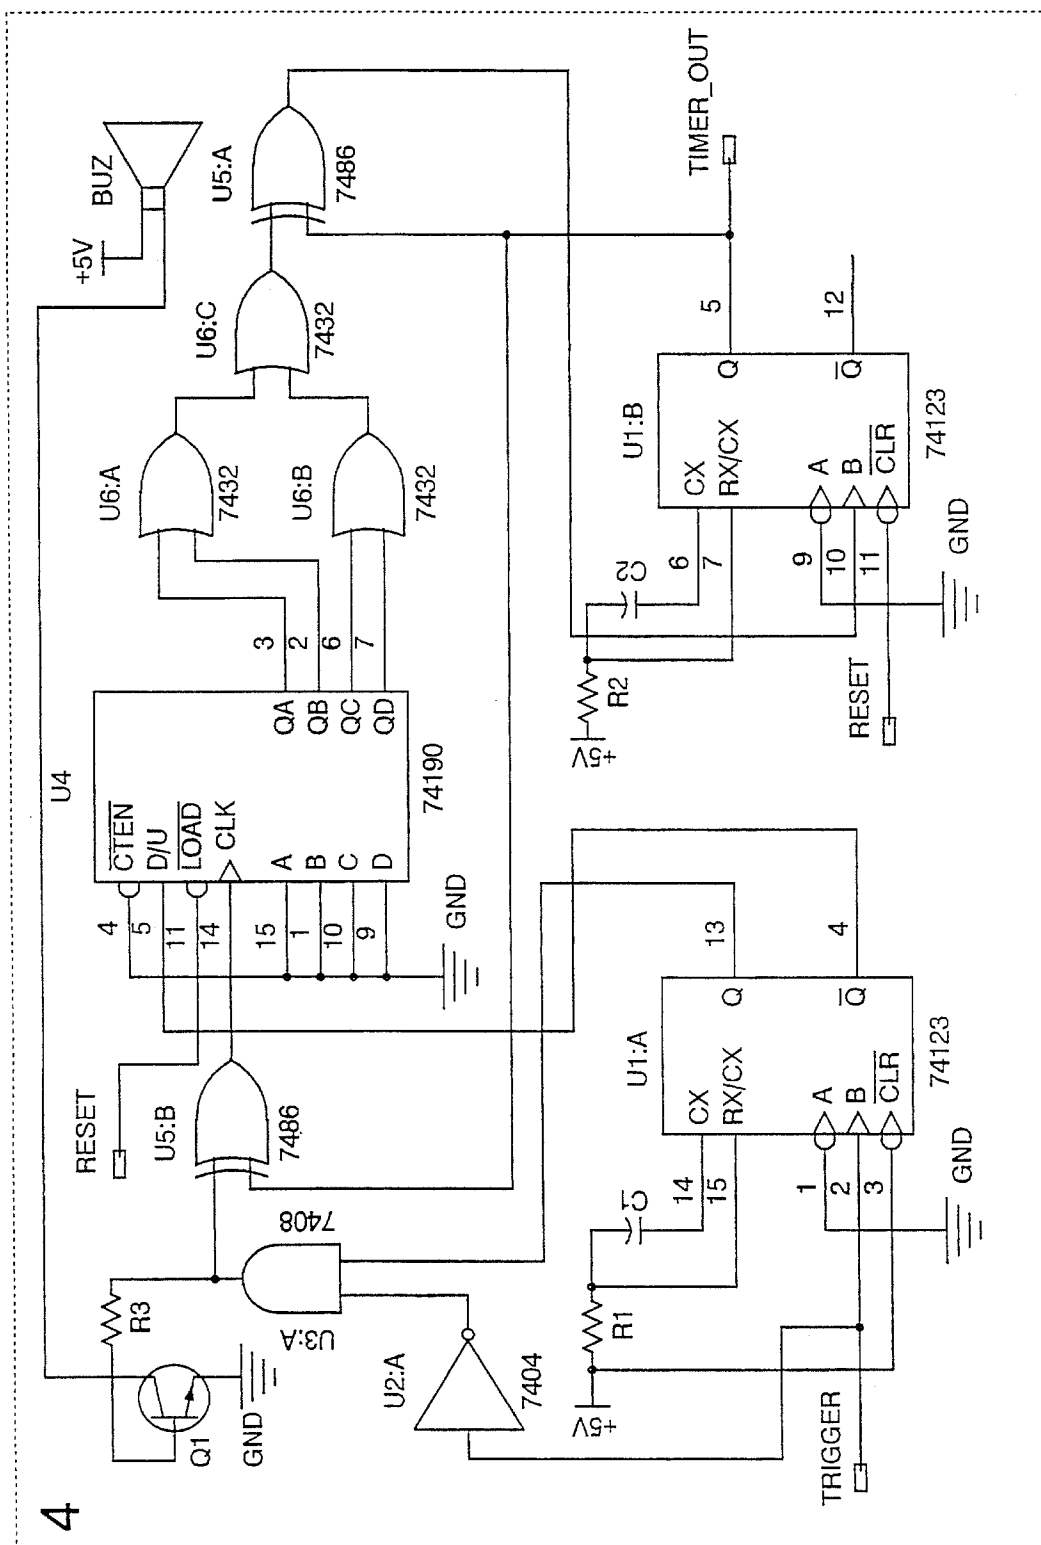 4
Q1
GND
R3
U3:A
7408
U2:A
7404
RESET
U5:B
7486
U4
CTEN
D/U
LOAD
CLK
A
B
C
D
4
5
11
14
15
1
10
9
GND
QA
QB
QC
QD
3
2
6
7
74190
U6:A
7432
U6:B
7432
U6:C
7432
U5:A
7486
+5V
BUZ
TRIGGER
+5V
R1
C1
14
15
1
2
3
GND
U1:A
CX
RX/CX
A
B
CLR
Q
Q
13
4
74123
+5V
R2
C2
RESET
6
7
9
10
11
GND
U1:B
CX
RX/CX
A
B
CLR
Q
Q
5
12
74123
TIMER_OUT